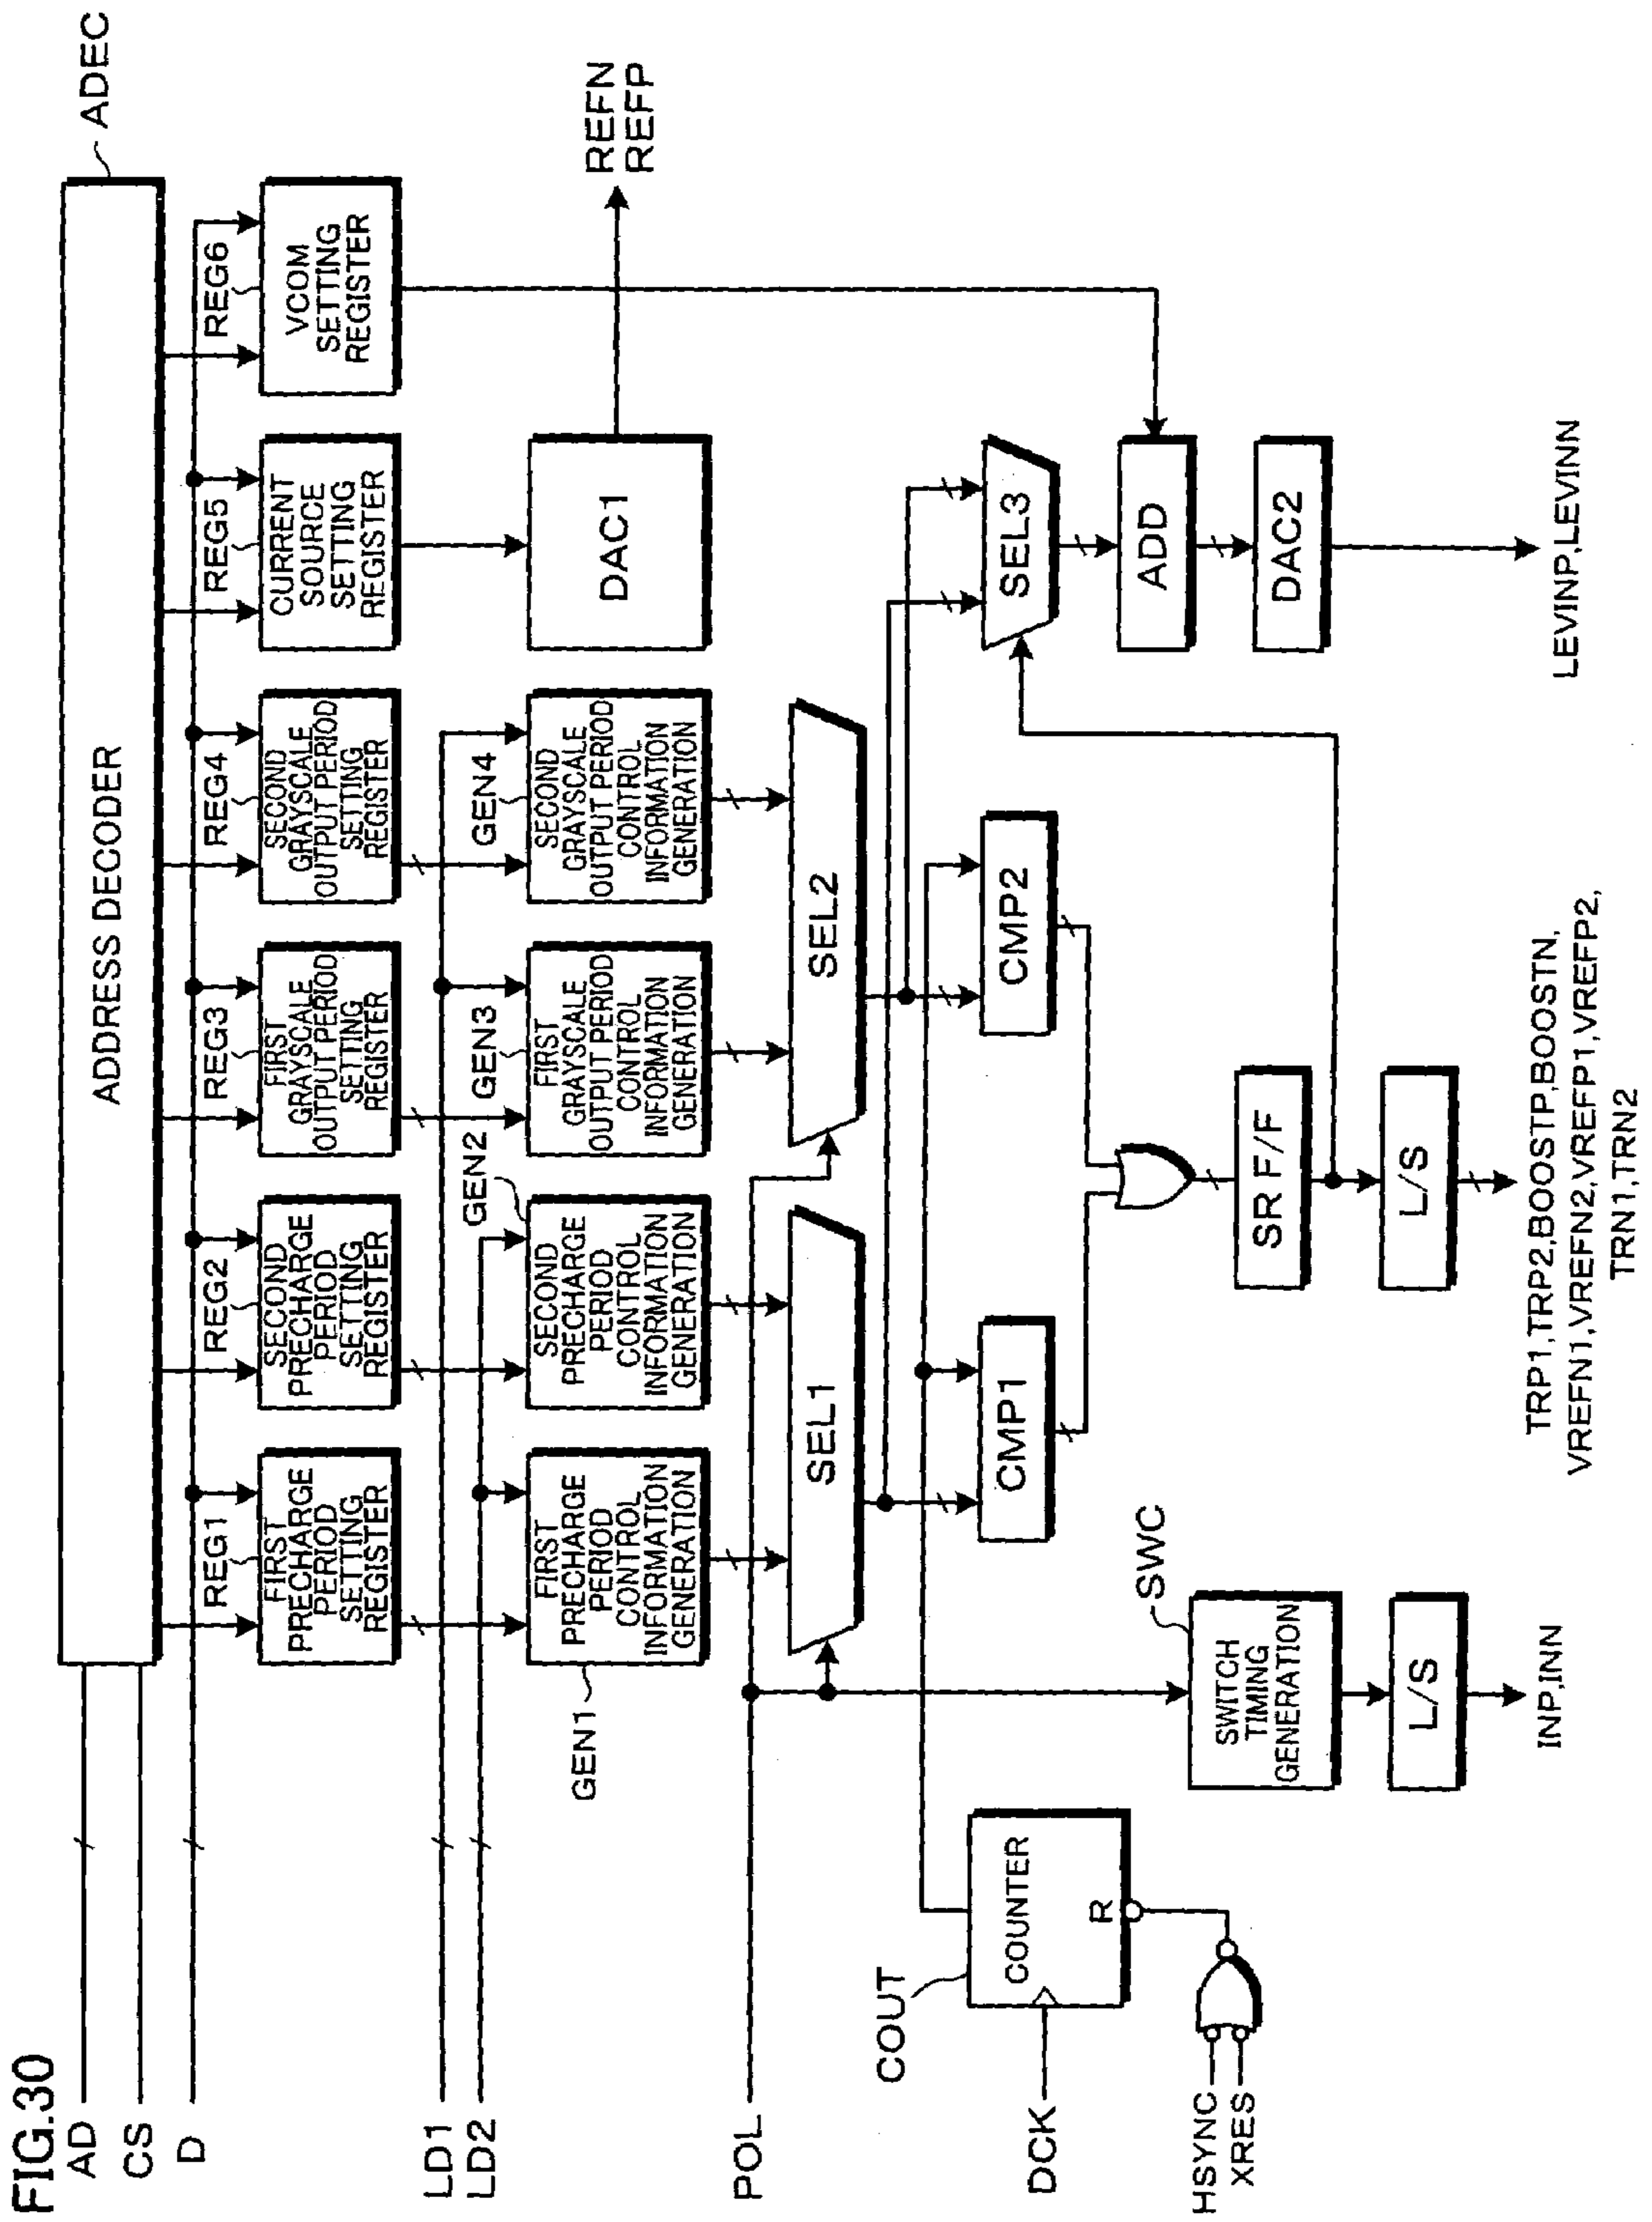 FIG.30
AD
CS
D
LD1
LD2
POL
DCK
HSYNC
XRES
ADDRESS DECODER
ADEC
REG1
REG2
REG3
REG4
REG5
REG6
FIRST
PRECHARGE
PERIOD
SETTING
REGISTER
SECOND
PRECHARGE
PERIOD
SETTING
REGISTER
FIRST
GRAYSCALE
OUTPUT PERIOD
SETTING
REGISTER
SECOND
GRAYSCALE
OUTPUT PERIOD
SETTING
REGISTER
CURRENT
SOURCE
SETTING
REGISTER
VCOM
SETTING
REGISTER
GEN1
GEN2
GEN3
GEN4
FIRST
PRECHARGE
PERIOD
CONTROL
INFORMATION
GENERATION
SECOND
PRECHARGE
PERIOD
CONTROL
INFORMATION
GENERATION
FIRST
GRAYSCALE
OUTPUT PERIOD
CONTROL
INFORMATION
GENERATION
SECOND
GRAYSCALE
OUTPUT PERIOD
CONTROL
INFORMATION
GENERATION
DAC1
REFN
REFP
SEL1
SEL2
COUT
COUNTER
R
CMP1
CMP2
SEL3
ADD
DAC2
SWC
SWITCH
TIMING
GENERATION
SR F/F
L/S
L/S
INP,INN
TRP1,TRP2,BOOSTP,BOOSTN,
VREFN1,VREFN2,VREFP1,VREFP2,
TRN1,TRN2
LEVINP,LEVINN